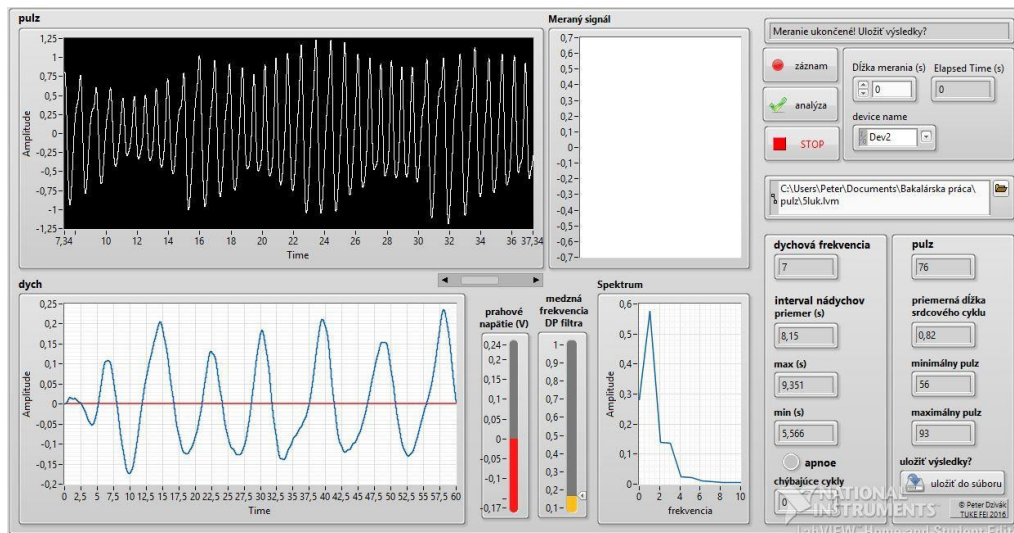 pulz
1,25
1
0,75
0,5
0,25
0
-0,25
-0,5
-0,75
-1
-1,25
Amplitude
7,34 10 12 14 16 18 20 22 24 26 28 30 32 34 36 37,34
Time
Meraný signál
0,7
0,6
0,5
0,4
0,3
0,2
0,1
0
-0,1
-0,2
-0,3
-0,4
-0,5
-0,6
-0,7
Amplitude
Meranie ukončené! Uložiť výsledky?
záznam
analýza
STOP
Dĺžka merania (s) Elapsed Time (s)
0 0
device name
Dev2
C:\Users\Peter\Documents\Bakalárska práca\
pulz\5luk.lvm
dych
0,25
0,2
0,15
0,1
0,05
0
-0,05
-0,1
-0,15
-0,2
Amplitude
0 2,5 5 7,5 10 12,5 15 17,5 20 22,5 25 27,5 30 32,5 35 37,5 40 42,5 45 47,5 50 52,5 55 57,5 60
Time
prahové
napätie (V)
0,24
0,2
0,15
0,1
0,05
0
-0,05
-0,1
-0,17
medzná
frekvencia
DP filtra
1
0,9
0,8
0,7
0,6
0,5
0,4
0,3
0,2
0,1
Spektrum
0,6
0,5
0,4
0,3
0,2
0,1
0
Amplitude
0 2 4 6 8 10
frekvencia
dychová frekvencia
7
interval nádychov
priemer (s)
8,15
max (s)
9,351
min (s)
5,566
apnoe
chýbajúce cykly
0
pulz
76
priemerná dĺžka
srdcového cyklu
0,82
minimálny pulz
56
maximálny pulz
93
uložiť výsledky?
uložiť do súboru
© Peter Dzivák
TUKE FEI 2016
NATIONAL
INSTRUMENTS
LabVIEW Home and Student Edit